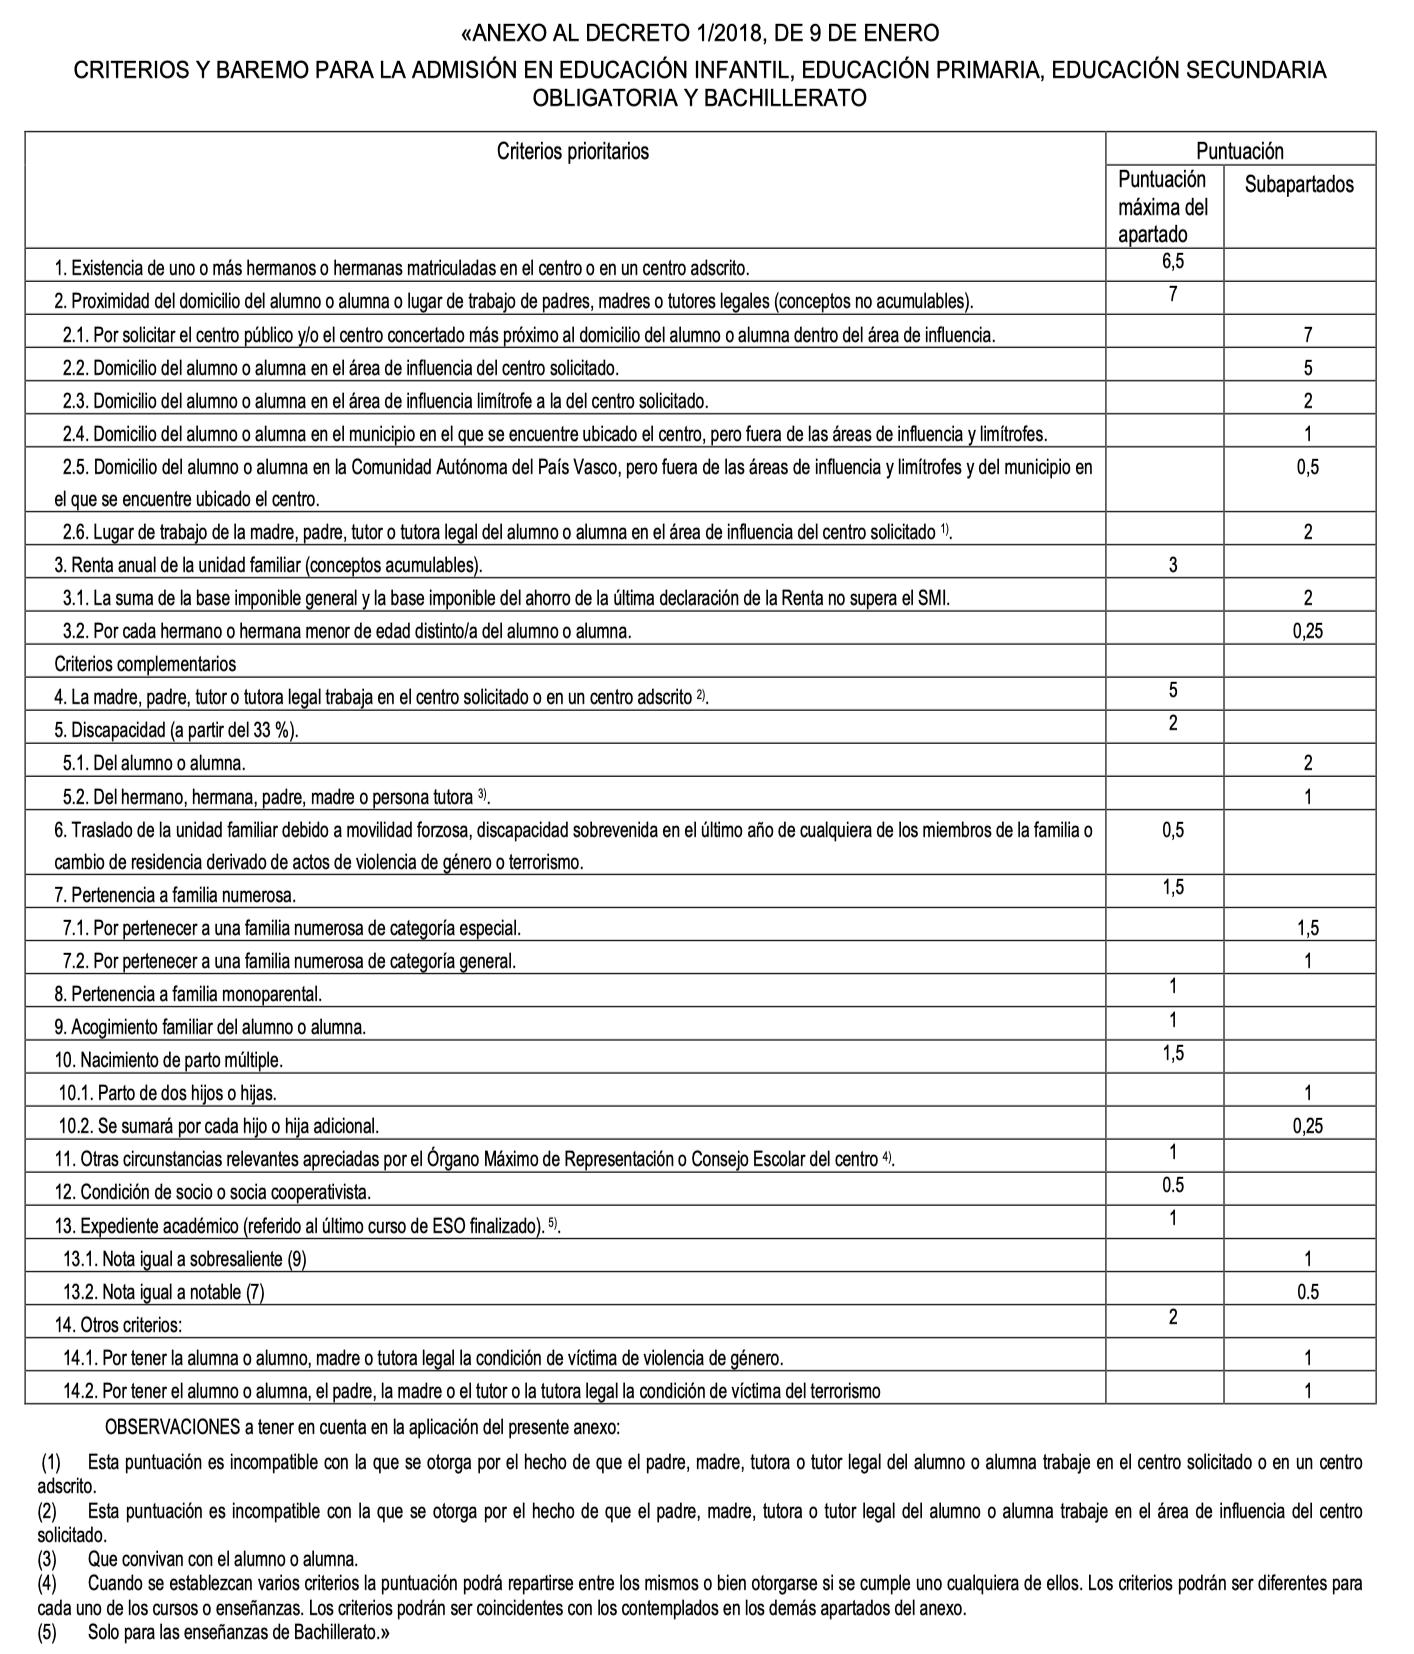 «ANEXO AL DECRETO 1/2018, DE 9 DE ENERO
CRITERIOS Y BAREMO PARA LA ADMISIÓN EN EDUCACIÓN INFANTIL, EDUCACIÓN PRIMARIA, EDUCACIÓN SECUNDARIA
OBLIGATORIA Y BACHILLERATO
Criterios prioritarios
Puntuación
Puntuación
máxima del
apartado
Subapartados
1. Existencia de uno o más hermanos o hermanas matriculadas en el centro o en un centro adscrito. 6,5
2. Proximidad del domicilio del alumno o alumna o lugar de trabajo de padres, madres o tutores legales (conceptos no acumulables). 7
2.1. Por solicitar el centro público y/o el centro concertado más próximo al domicilio del alumno o alumna dentro del área de influencia. 7
2.2. Domicilio del alumno o alumna en el área de influencia del centro solicitado. 5
2.3. Domicilio del alumno o alumna en el área de influencia limítrofe a la del centro solicitado. 2
2.4. Domicilio del alumno o alumna en el municipio en el que se encuentre ubicado el centro, pero fuera de las áreas de influencia y limítrofes. 1
2.5. Domicilio del alumno o alumna en la Comunidad Autónoma del País Vasco, pero fuera de las áreas de influencia y limítrofes y del municipio en 0,5
el que se encuentre ubicado el centro.
2.6. Lugar de trabajo de la madre, padre, tutor o tutora legal del alumno o alumna en el área de influencia del centro solicitado 1). 2
3. Renta anual de la unidad familiar (conceptos acumulables). 3
3.1. La suma de la base imponible general y la base imponible del ahorro de la última declaración de la Renta no supera el SMI. 2
3.2. Por cada hermano o hermana menor de edad distinto/a del alumno o alumna. 0,25
Criterios complementarios
4. La madre, padre, tutor o tutora legal trabaja en el centro solicitado o en un centro adscrito 2). 5
5. Discapacidad (a partir del 33 %). 2
5.1. Del alumno o alumna. 2
5.2. Del hermano, hermana, padre, madre o persona tutora 3). 1
6. Traslado de la unidad familiar debido a movilidad forzosa, discapacidad sobrevenida en el último año de cualquiera de los miembros de la familia o 0,5
cambio de residencia derivado de actos de violencia de género o terrorismo.
7. Pertenencia a familia numerosa. 1,5
7.1. Por pertenecer a una familia numerosa de categoría especial. 1,5
7.2. Por pertenecer a una familia numerosa de categoría general. 1
8. Pertenencia a familia monoparental. 1
9. Acogimiento familiar del alumno o alumna. 1
10. Nacimiento de parto múltiple. 1,5
10.1. Parto de dos hijos o hijas. 1
10.2. Se sumará por cada hijo o hija adicional. 0,25
11. Otras circunstancias relevantes apreciadas por el Órgano Máximo de Representación o Consejo Escolar del centro 4). 1
12. Condición de socio o socia cooperativista. 0.5
13. Expediente académico (referido al último curso de ESO finalizado). 5). 1
13.1. Nota igual a sobresaliente (9) 1
13.2. Nota igual a notable (7) 0.5
14. Otros criterios: 2
14.1. Por tener la alumna o alumno, madre o tutora legal la condición de víctima de violencia de género. 1
14.2. Por tener el alumno o alumna, el padre, la madre o el tutor o la tutora legal la condición de víctima del terrorismo 1
OBSERVACIONES a tener en cuenta en la aplicación del presente anexo:
(1) Esta puntuación es incompatible con la que se otorga por el hecho de que el padre, madre, tutora o tutor legal del alumno o alumna trabaje en el centro solicitado o en un centro
adscrito.
(2) Esta puntuación es incompatible con la que se otorga por el hecho de que el padre, madre, tutora o tutor legal del alumno o alumna trabaje en el área de influencia del centro
solicitado.
(3) Que convivan con el alumno o alumna.
(4) Cuando se establezcan varios criterios la puntuación podrá repartirse entre los mismos o bien otorgarse si se cumple uno cualquiera de ellos. Los criterios podrán ser diferentes para
cada uno de los cursos o enseñanzas. Los criterios podrán ser coincidentes con los contemplados en los demás apartados del anexo.
(5) Solo para las enseñanzas de Bachillerato.»